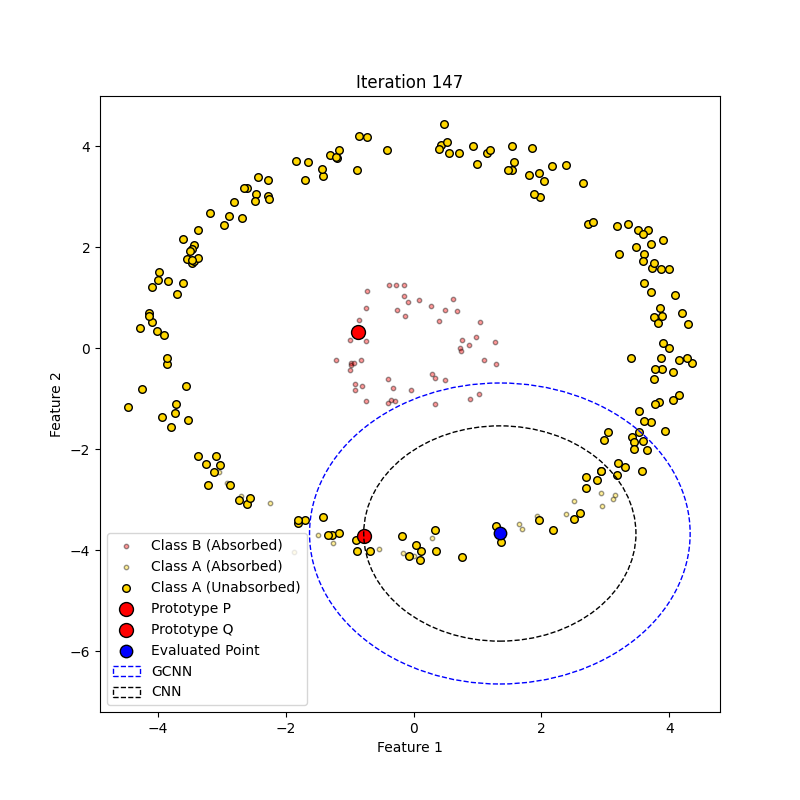 Iteration 147
Feature 2
4
2
0
−2
−4
−6
Class B (Absorbed)
Class A (Absorbed)
Class A (Unabsorbed)
Prototype P
Prototype Q
Evaluated Point
GCNN
CNN
−4 −2 0 2 4
Feature 1